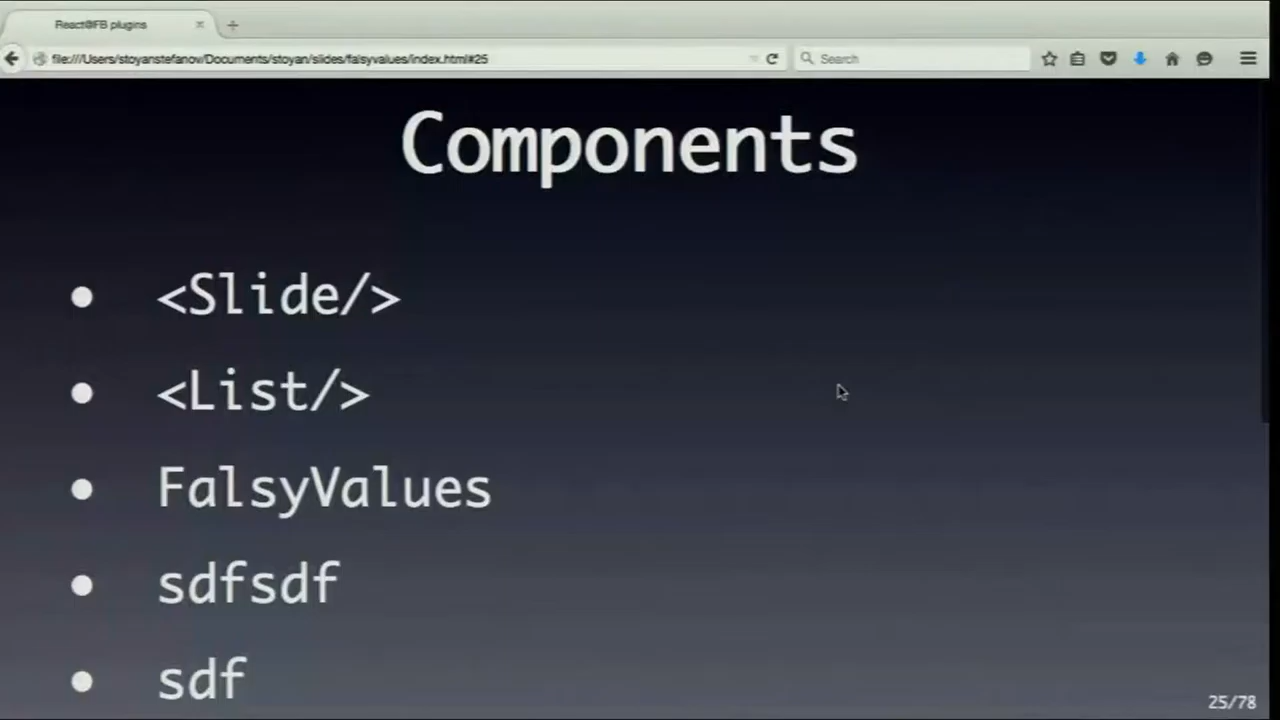 React@FB plugins
file:///Users/stoyanstefanov/Documents/stoyan/slides/falsyvalues/index.html#25
Search
Components
<Slide/>
<List/>
FalsyValues
sdfsdf
sdf
25/78